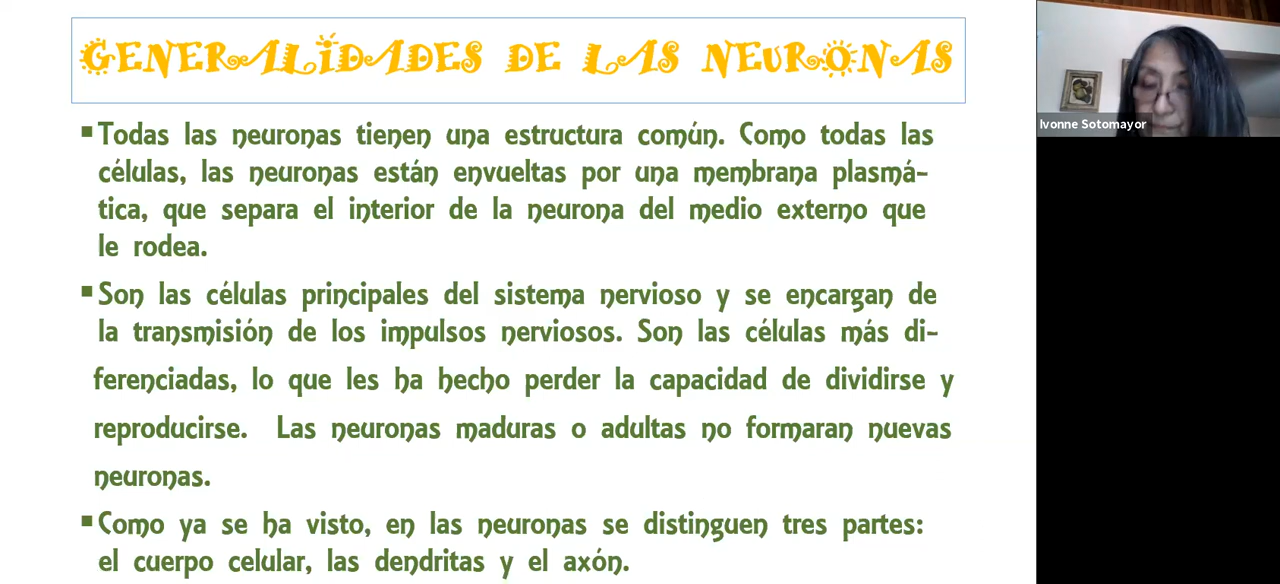 GENERALIDADES DE LAS NEURONAS
▪Todas las neuronas tienen una estructura común. Como todas las
células, las neuronas están envueltas por una membrana plasmá-
tica, que separa el interior de la neurona del medio externo que
le rodea.
▪Son las células principales del sistema nervioso y se encargan de
la transmisión de los impulsos nerviosos. Son las células más di-
ferenciadas, lo que les ha hecho perder la capacidad de dividirse y
reproducirse. Las neuronas maduras o adultas no formaran nuevas
neuronas.
▪Como ya se ha visto, en las neuronas se distinguen tres partes:
el cuerpo celular, las dendritas y el axón.
Ivonne Sotomayor